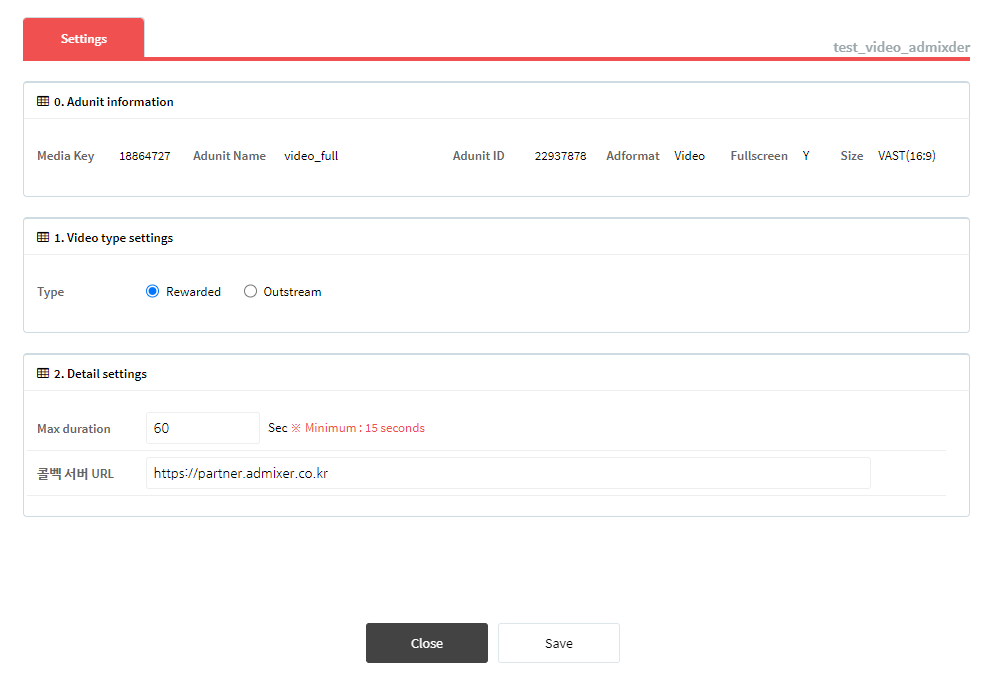 Settings
test_video_admixder
0. Adunit information
Media Key 18864727 Adunit Name video_full Adunit ID 22937878 Adformat Video Fullscreen Y Size VAST(16:9)
1. Video type settings
Type Rewarded Outstream
2. Detail settings
Max duration 60 Sec ※ Minimum : 15 seconds
콜벡 서버 URL https://partner.admixer.co.kr
Close Save